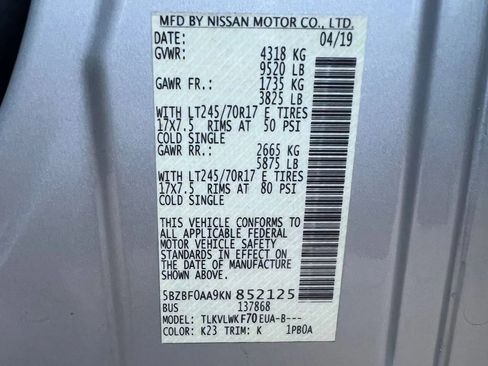 MFD BY NISSAN MOTOR CO., LTD.
DATE: 04/19
GVWR: 4318 KG
9520 LB
GAWR FR.: 1735 KG
3825 LB
WITH LT245/70R17 E TIRES
17x7.5 RIMS AT 50 PSI
COLD SINGLE
GAWR RR.: 2665 KG
5875 LB
WITH LT245/70R17 E TIRES
17x7.5 RIMS AT 80 PSI
COLD SINGLE
THIS VEHICLE CONFORMS TO
ALL APPLICABLE FEDERAL
MOTOR VEHICLE SAFETY
STANDARDS IN EFFECT ON
THE DATE OF MANUFACTURE
SHOWN ABOVE.
5BZBF0AA9KN 852125
BUS 137868
MODEL: TLKVLWKF70EUA-B---
COLOR: K23 TRIM: K 1PB0A